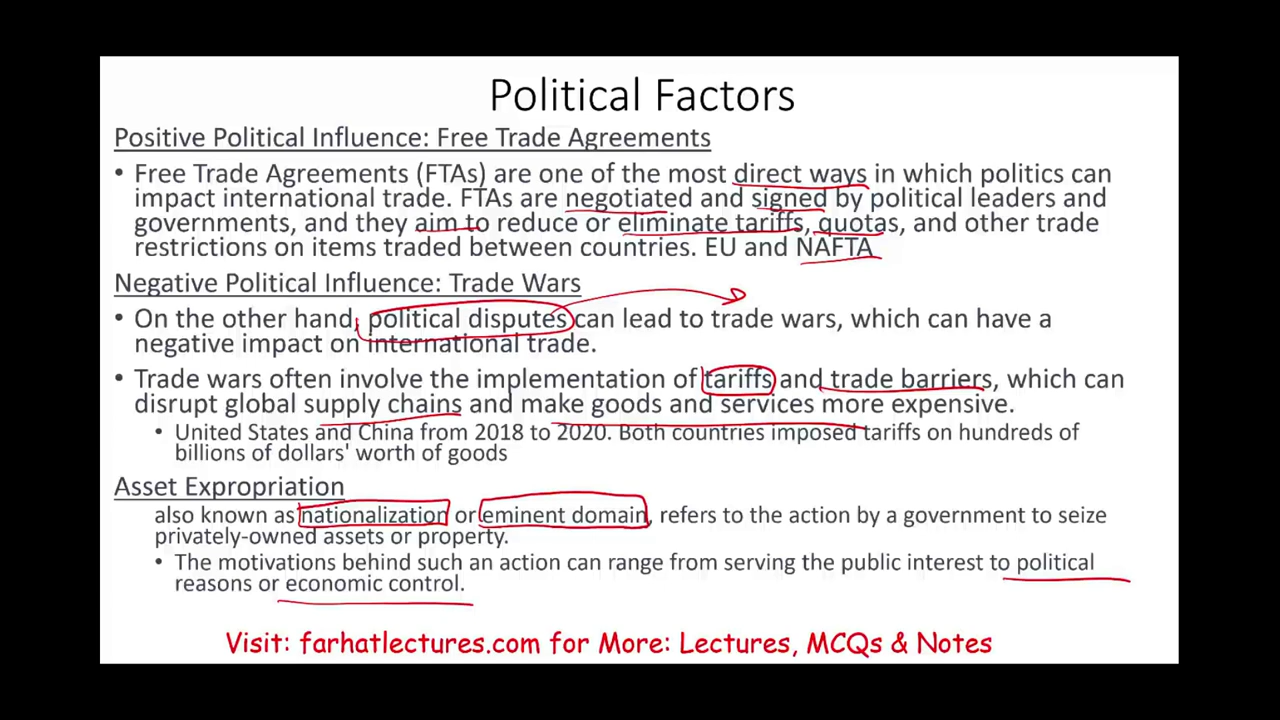 Political Factors
Positive Political Influence: Free Trade Agreements
• Free Trade Agreements (FTAs) are one of the most direct ways in which politics can
impact international trade. FTAs are negotiated and signed by political leaders and
governments, and they aim to reduce or eliminate tariffs, quotas, and other trade
restrictions on items traded between countries. EU and NAFTA
Negative Political Influence: Trade Wars
• On the other hand, political disputes can lead to trade wars, which can have a
negative impact on international trade.
• Trade wars often involve the implementation of tariffs and trade barriers, which can
disrupt global supply chains and make goods and services more expensive.
• United States and China from 2018 to 2020. Both countries imposed tariffs on hundreds of
billions of dollars' worth of goods
Asset Expropriation
also known as nationalization or eminent domain, refers to the action by a government to seize
privately-owned assets or property.
• The motivations behind such an action can range from serving the public interest to political
reasons or economic control.
Visit: farhatlectures.com for More: Lectures, MCQs & Notes